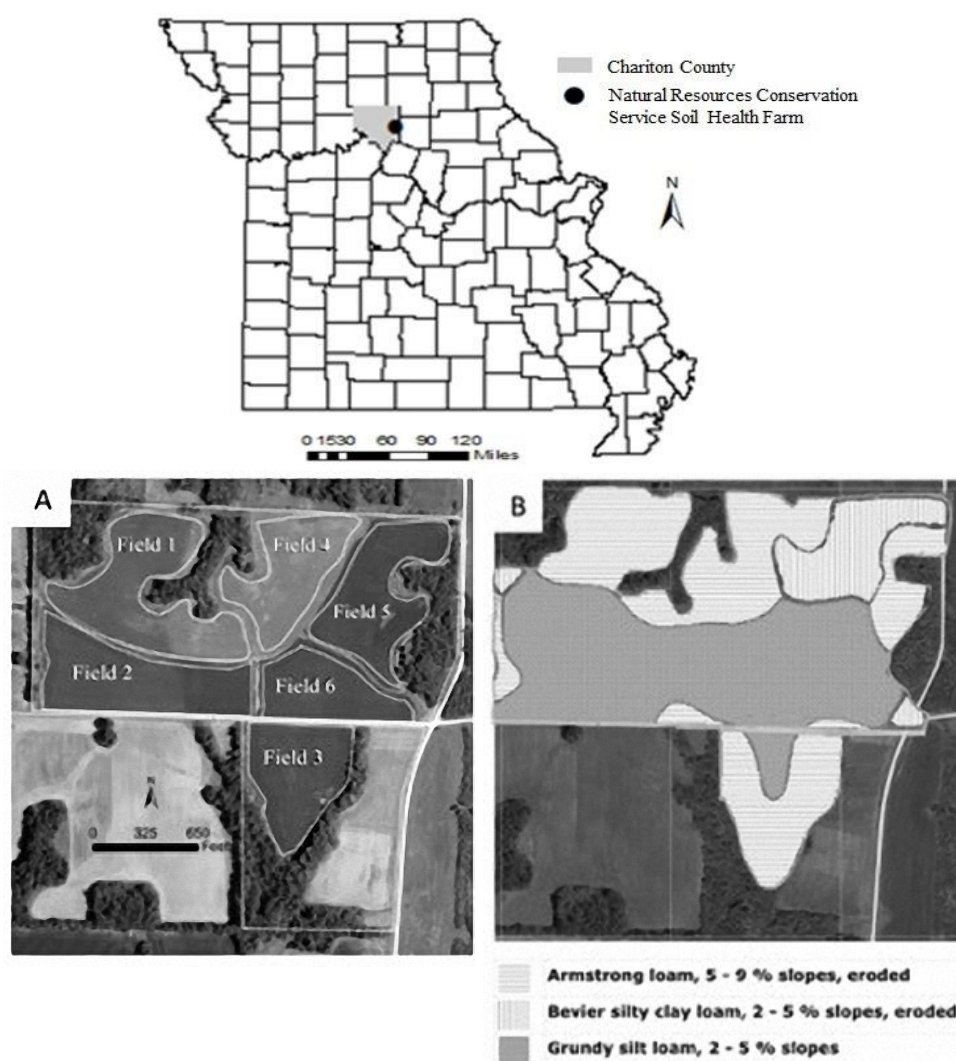 Chariton County
Natural Resources Conservation
Service Soil Health Farm
N
0 1530 60 90 120
Miles
A
Field 1
Field 4
Field 5
Field 2
Field 6
Field 3
N
0 325 650
Feet
B
Armstrong loam, 5 - 9 % slopes, eroded
Bevier silty clay loam, 2 - 5 % slopes, eroded
Grundy silt loam, 2 - 5 % slopes